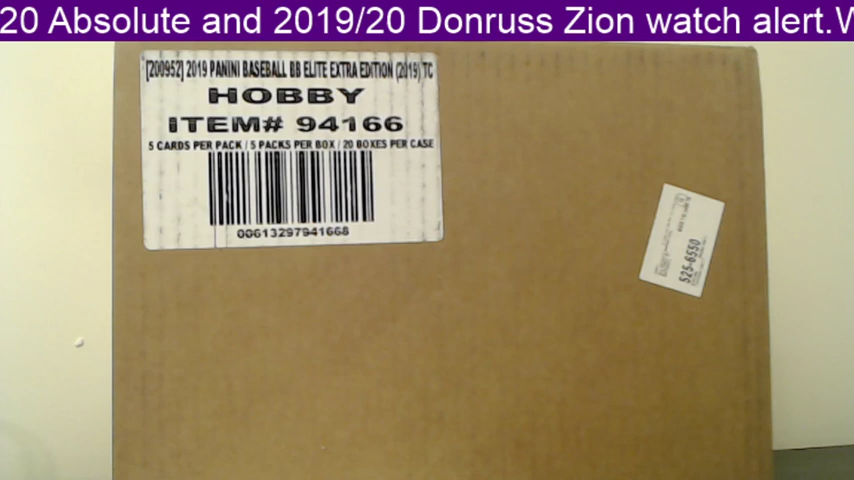 20 Absolute and 2019/20 Donruss Zion watch alert.W
[200952] 2019 PANINI BASEBALL BB ELITE EXTRA EDITION (2019) TC
HOBBY
ITEM# 94166
5 CARDS PER PACK / 5 PACKS PER BOX / 20 BOXES PER CASE
00613297941668
525-6550